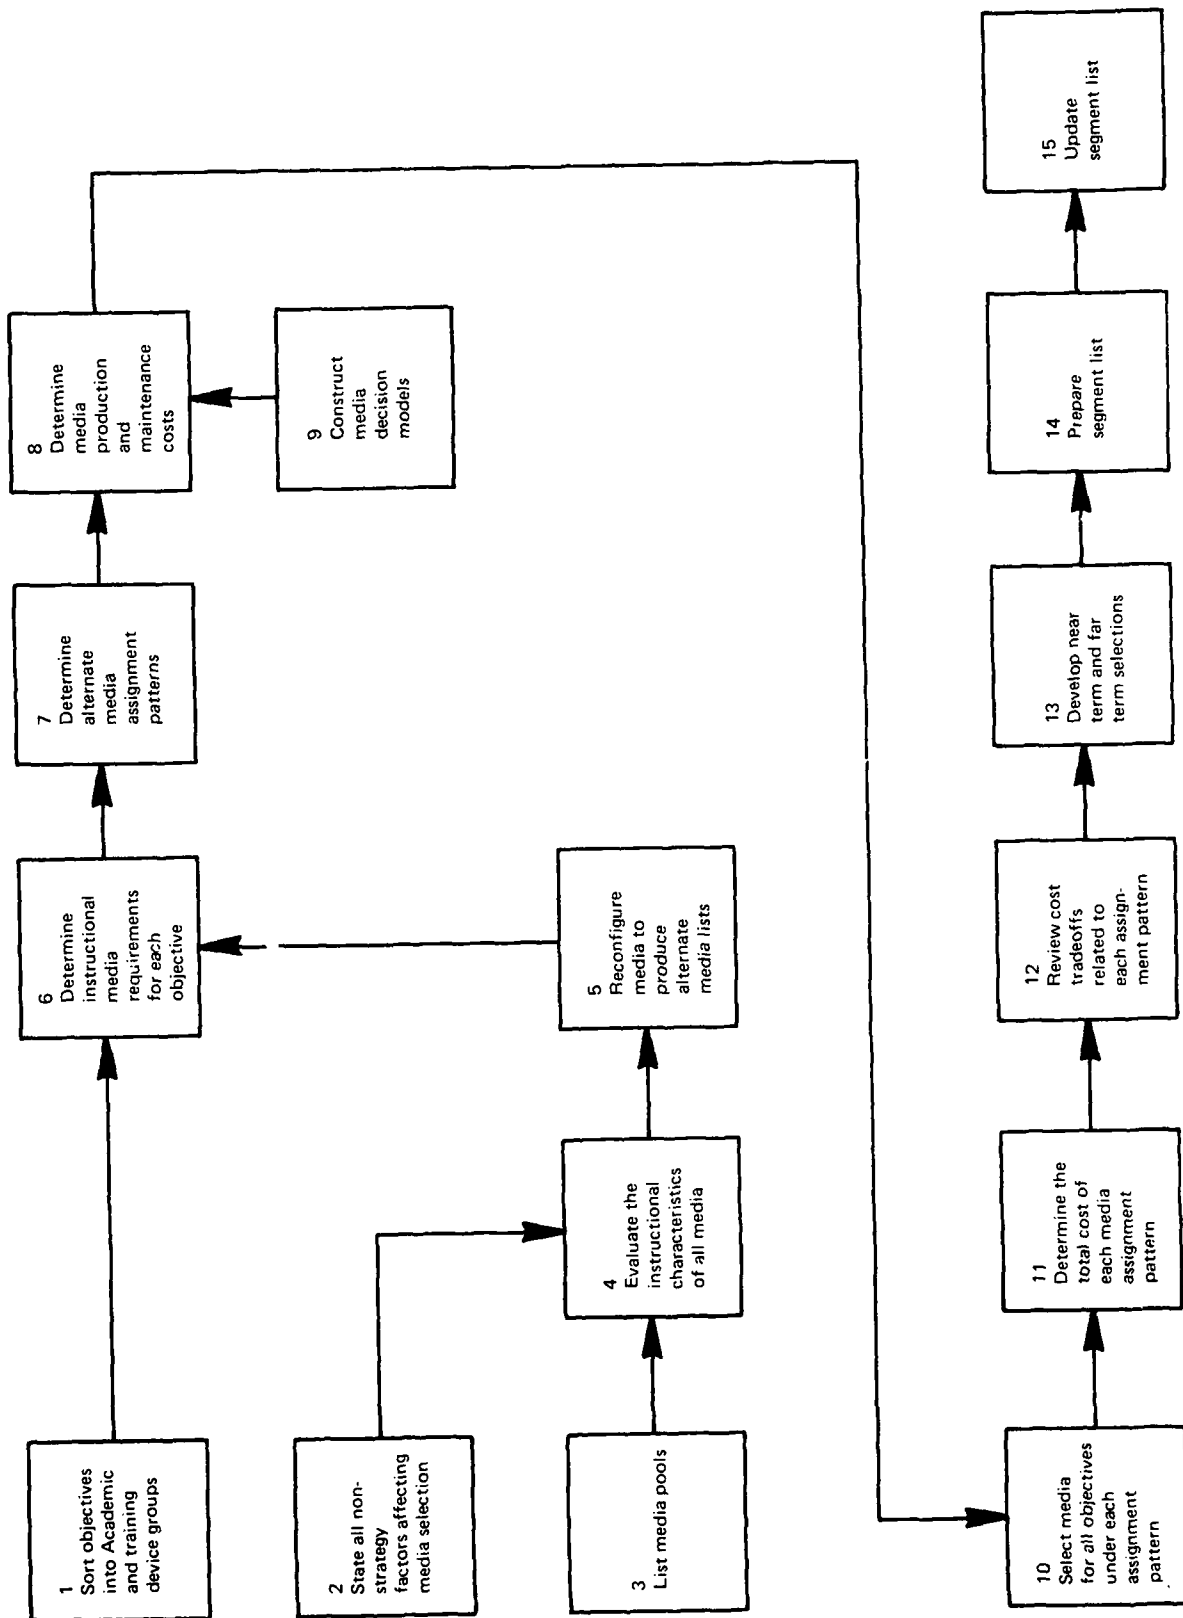 1
Sort objectives
into Academic
and training
device groups
2
State all non-
strategy
factors affecting
media selection
3
List media pools
4
Evaluate the
instructional
characteristics
of all media
5
Reconfigure
media to
produce
alternate
media lists
6
Determine
instructional
media
requirements
for each
objective
7
Determine
alternate
media
assignment
patterns
8
Determine
media
production
and
maintenance
costs
9
Construct
media
decision
models
10
Select media
for all objectives
under each
assignment
pattern
11
Determine the
total cost of
each media
assignment
pattern
12
Review cost
tradeoffs
related to
each assign-
ment pattern
13
Develop near
term and far
term selections
14
Prepare
segment list
15
Update
segment list